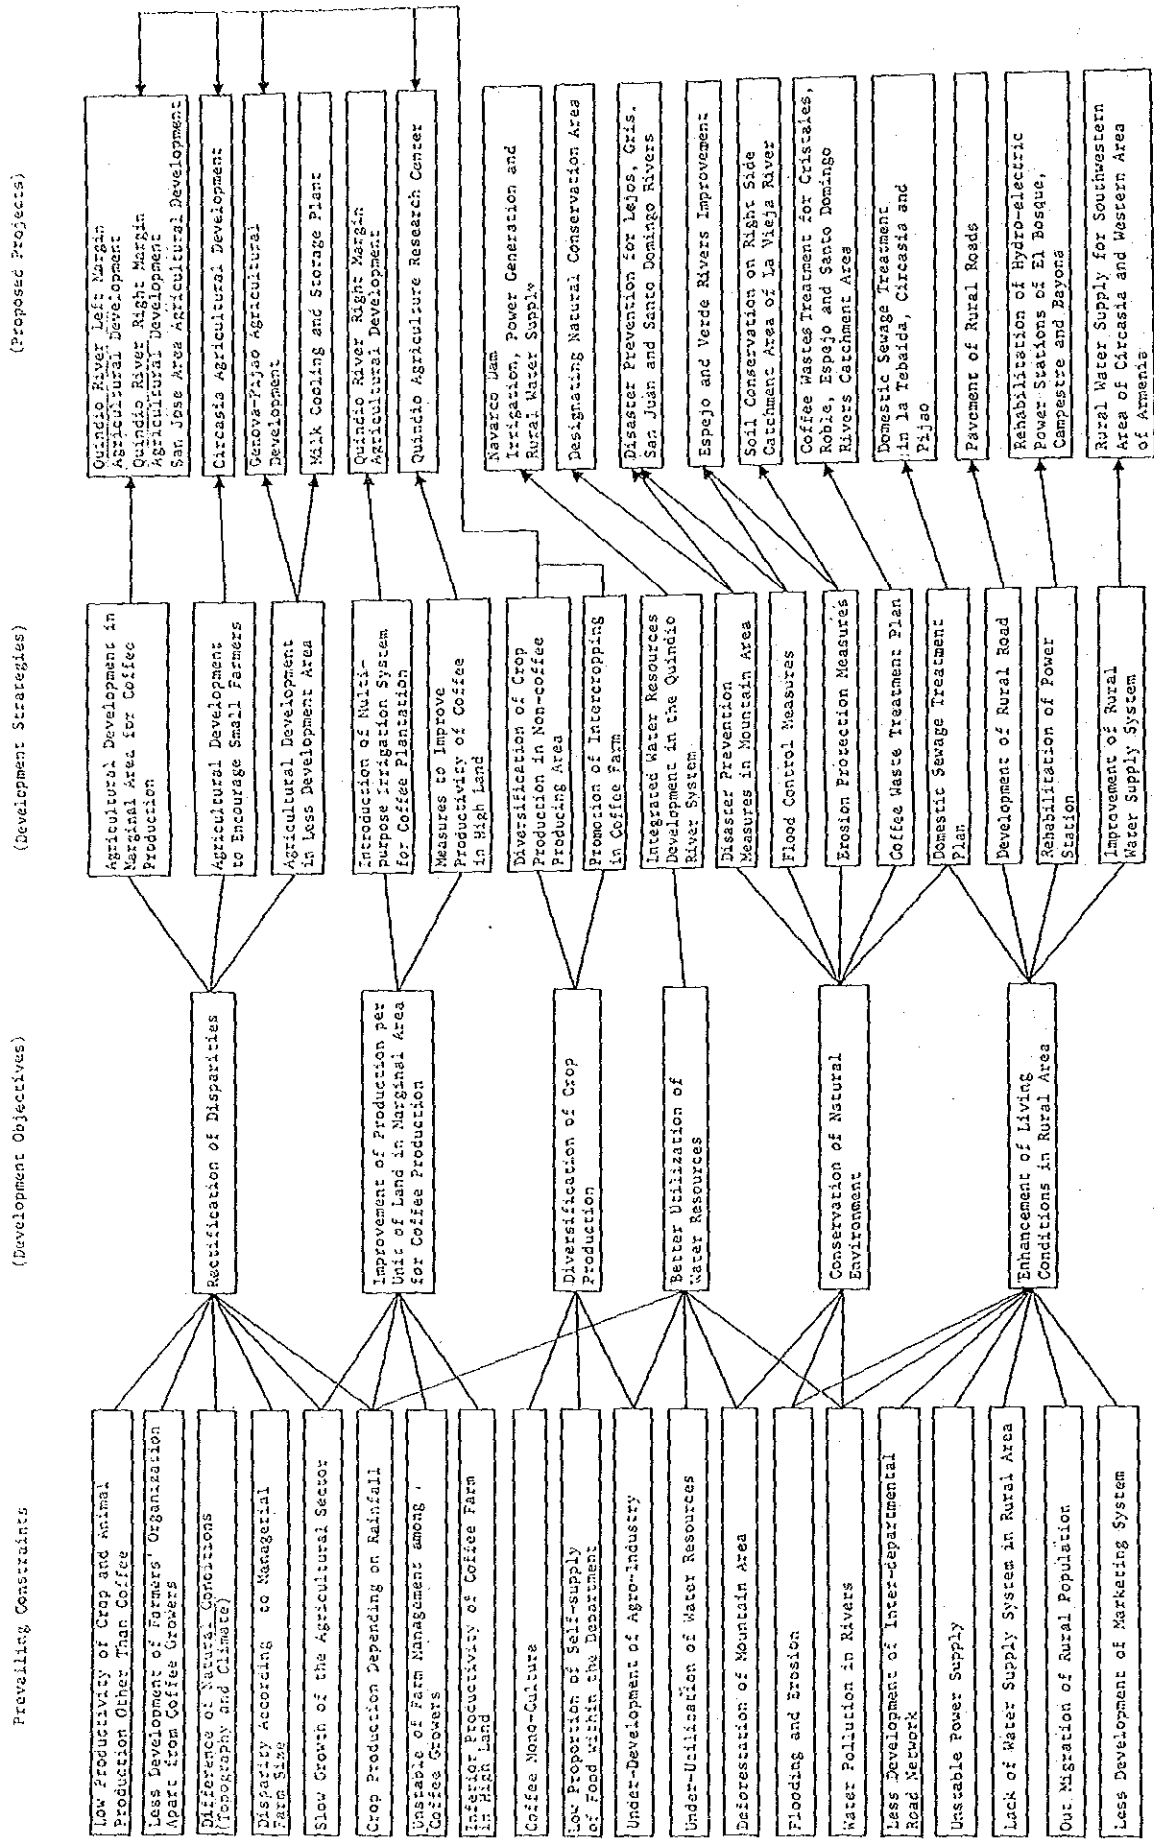 Prevailing Constraints
Low Productivity of Crop and Animal
Production Other Than Coffee
Less Development of Farmers' Organization
Apart from Coffee Growers
Difference of Natural Conditions
(Topography and Climate)
Disparity According to Managerial
Farm Size
Slow Growth of the Agricultural Sector
Crop Production Depending on Rainfall
Unstable of Farm Management among
Coffee Growers
Inferior Productivity of Coffee Farm
in High Land
Coffee Mono-Culture
Low Proportion of Self-supply
of Food within the Department
Under-Development of Agro-industry
Under-Utilization of Water Resources
Deforestation of Mountain Area
Flooding and Erosion
Water Pollution in Rivers
Less Development of Inter-departmental
Road Network
Unstable Power Supply
Lack of Water Supply System in Rural Area
Out Migration of Rural Population
Less Development of Marketing System
(Development Objectives)
Rectification of Disparities
Improvement of Production per
Unit of Land in Marginal Area
for Coffee Production
Diversification of Crop
Production
Better Utilization of
Water Resources
Conservation of Natural
Environment
Enhancement of Living
Conditions in Rural Area
(Development Strategies)
Agricultural Development in
Marginal Area for Coffee
Production
Agricultural Development
to Encourage Small Farmers
Agricultural Development
in Less Development Area
Introduction of Multi-
purpose Irrigation System
for Coffee Plantation
Measures to Improve
Productivity of Coffee
in High Land
Diversification of Crop
Production in Non-coffee
Producing Area
Promotion of Intercropping
in Coffee Farm
Integrated Water Resources
Development in the Quindio
River System
Disaster Prevention
Measures in Mountain Area
Flood Control Measures
Erosion Protection Measures
Coffee Waste Treatment Plan
Domestic Sewage Treatment
Plan
Development of Rural Road
Rehabilitation of Power
Station
Improvement of Rural
Water Supply System
(Proposed Projects)
Quindio River Left Margin
Agricultural Development
Quindio River Right Margin
Agricultural Development
San Jose Area Agricultural Development
Circasia Agricultural Development
Genova-Pijao Agricultural
Development
Milk Cooling and Storage Plant
Quindio River Right Margin
Agricultural Development
Quindio Agriculture Research Center
Navarco Dam
Irrigation, Power Generation and
Rural Water Supply
Designating Natural Conservation Area
Disaster Prevention for Lejos, Gris,
San Juan and Santo Domingo Rivers
Espejo and Verde Rivers Improvement
Soil Conservation on Right Side
Catchment Area of La Vieja River
Coffee Wastes Treatment for Cristales,
Roble, Espejo and Santo Domingo
Rivers Catchment Area
Domestic Sewage Treatment
in la Tebaida, Circasia and
Pijao
Pavement of Rural Roads
Rehabilitation of Hydro-electric
Power Stations of El Bosque,
Campestre and Bayona
Rural Water Supply for Southwestern
Area of Circasia and Western Area
of Armenia